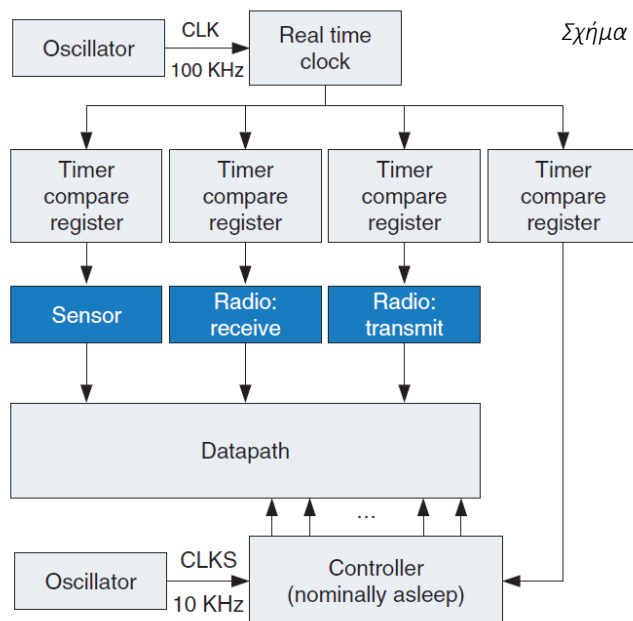 Oscillator
CLK
100 KHz
Real time
clock
Σχήμα
Timer
compare
register
Timer
compare
register
Timer
compare
register
Timer
compare
register
Sensor
Radio:
receive
Radio:
transmit
Datapath
...
Oscillator
CLKS
10 KHz
Controller
(nominally asleep)